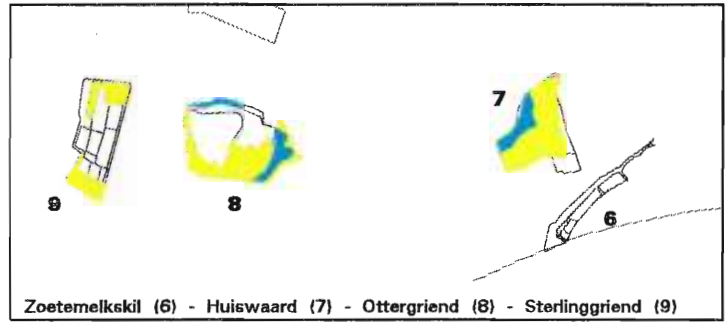 7
9
8
6
Zoetemelkskil (6) - Huiswaard (7) - Ottergriend (8) - Sterlinggriend (9)